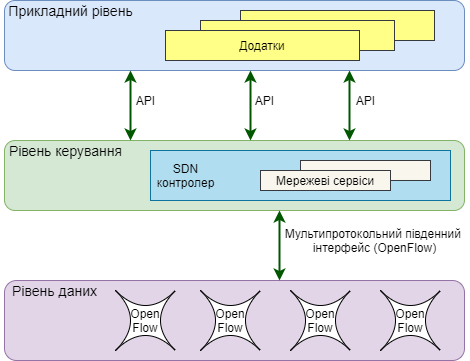 Прикладний рівень
Додатки
API
API
API
Рівень керування
SDN
контролер
Мережеві сервіси
Мультипротокольний південний
інтерфейс (OpenFlow)
Рівень даних
Open
Flow
Open
Flow
Open
Flow
Open
Flow